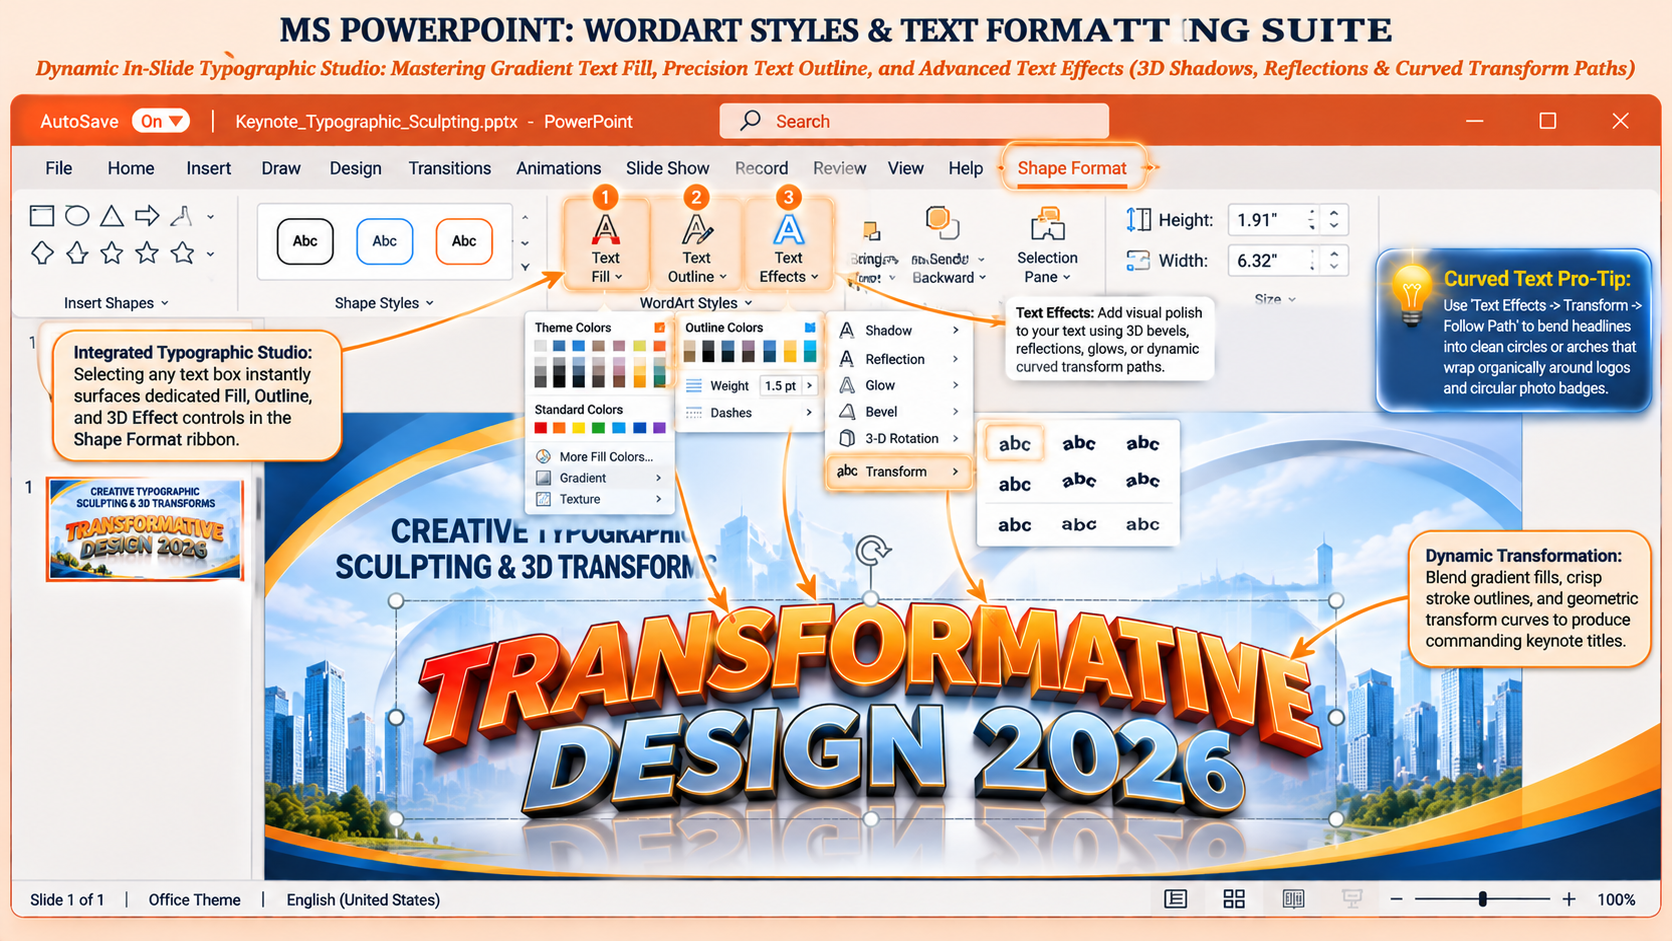 MS POWERPOINT: WORDART STYLES & TEXT FORMATTING SUITE
Dynamic In-Slide Typographic Studio: Mastering Gradient Text Fill, Precision Text Outline, and Advanced Text Effects (3D Shadows, Reflections & Curved Transform Paths)
AutoSave On Keynote_Typographic_Sculpting.pptx - PowerPoint Search
File Home Insert Draw Design Transitions Animations Slide Show Record Review View Help Shape Format
1 2 3
Abc Abc Abc
Text Fill
Text Outline
Text Effects
Backward
Selection Pane
Height: 1.91"
Width: 6.32"
Insert Shapes
Shape Styles
WordArt Styles
Size
Curved Text Pro-Tip:
Use 'Text Effects -> Transform ->
Follow Path' to bend headlines
into clean circles or arches that
wrap organically around logos
and circular photo badges.
Text Effects: Add visual polish
to your text using 3D bevels,
reflections, glows, or dynamic
curved transform paths.
1
Integrated Typographic Studio:
Selecting any text box instantly
surfaces dedicated Fill, Outline,
and 3D Effect controls in the
Shape Format ribbon.
Theme Colors
Standard Colors
More Fill Colors...
Gradient
Texture
Outline Colors
Weight 1.5 pt
Dashes
Shadow
Reflection
Glow
Bevel
3-D Rotation
abc Transform
abc abc abc
abc abc abc
abc abc abc
1
CREATIVE TYPOGRAPHIC
SCULPTING & 3D TRANSFORMS
TRANSFORMATIVE
DESIGN 2026
CREATIVE TYPOGRAPHIC
SCULPTING & 3D TRANSFORMS
TRANSFORMATIVE
DESIGN 2026
Dynamic Transformation:
Blend gradient fills, crisp
stroke outlines, and geometric
transform curves to produce
commanding keynote titles.
Slide 1 of 1 Office Theme English (United States) 100%